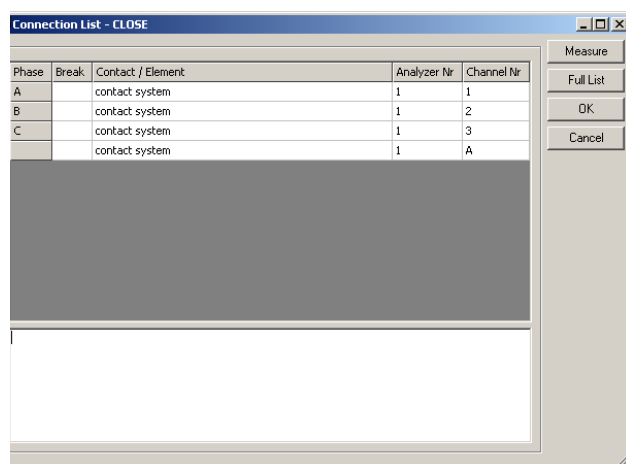 Connection List - CLOSE
Measure
Full List
OK
Cancel
Phase Break Contact / Element Analyzer Nr Channel Nr
A contact system 1 1
B contact system 1 2
C contact system 1 3
contact system 1 A